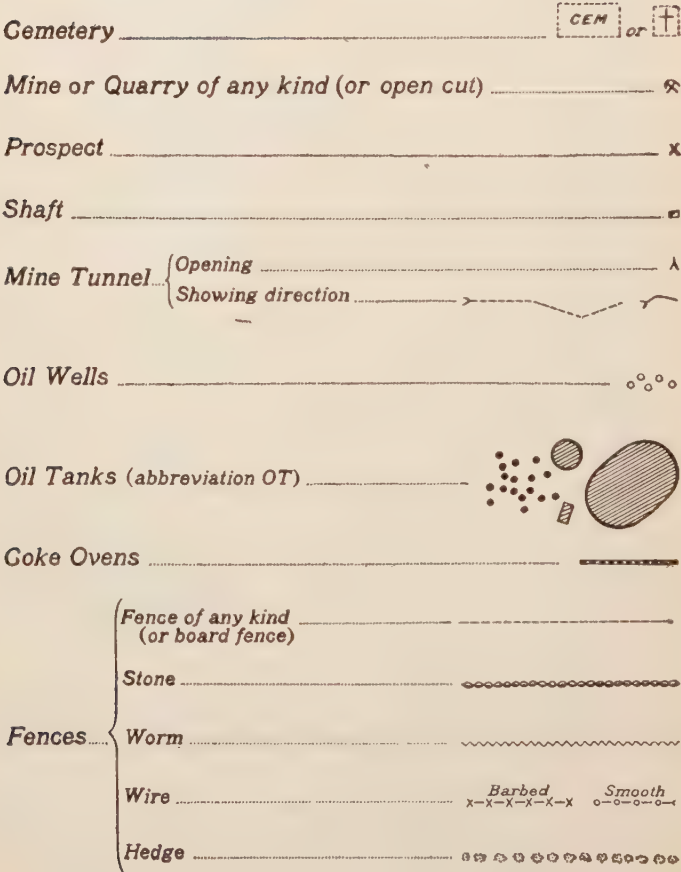 Cemetery CEM or
Mine or Quarry of any kind (or open cut)
Prospect
Shaft
Mine Tunnel
Opening
Showing direction
Oil Wells
Oil Tanks (abbreviation OT)
Coke Ovens
Fences
Fence of any kind
(or board fence)
Stone
Worm
Wire Barbed Smooth
Hedge